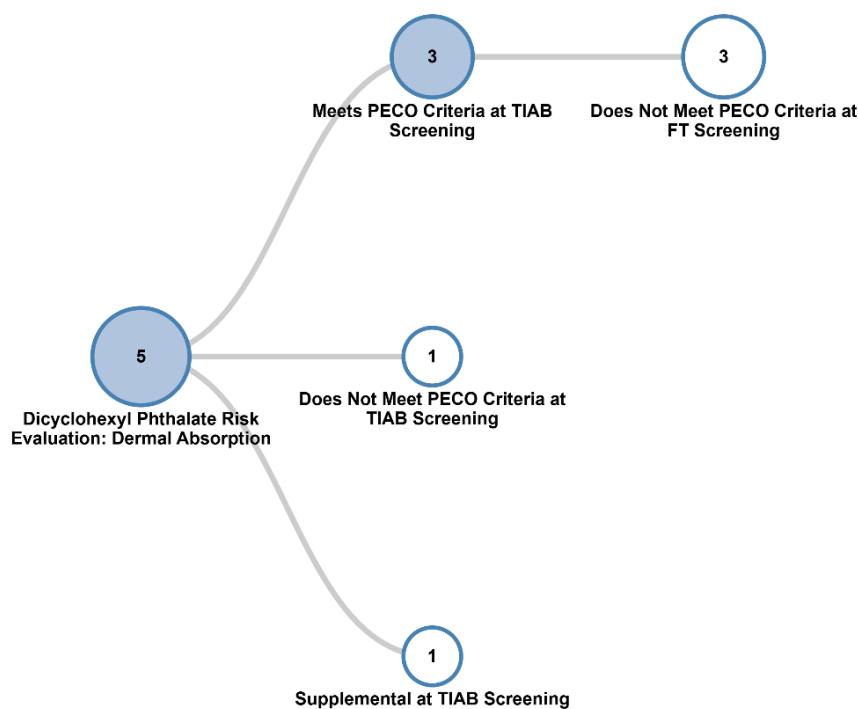 3
Meets PECO Criteria at TIAB
Screening
3
Does Not Meet PECO Criteria at
FT Screening
5
Dicyclohexyl Phthalate Risk
Evaluation: Dermal Absorption
1
Does Not Meet PECO Criteria at
TIAB Screening
1
Supplemental at TIAB Screening